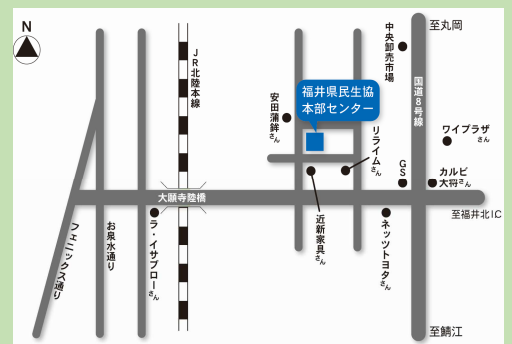 N
至丸岡
中央卸売市場
JR北陸本線
国道8号線
福井県民生協
本部センター
安田蒲鉾さん
リライムさん
ワイプラザ
さん
GS
カルビ
大将さん
大願寺陸橋
至福井北IC
フェニックス通り
お泉水通り
ラ・イサブローさん
近新家具さん
ネッツトヨタさん
至鯖江